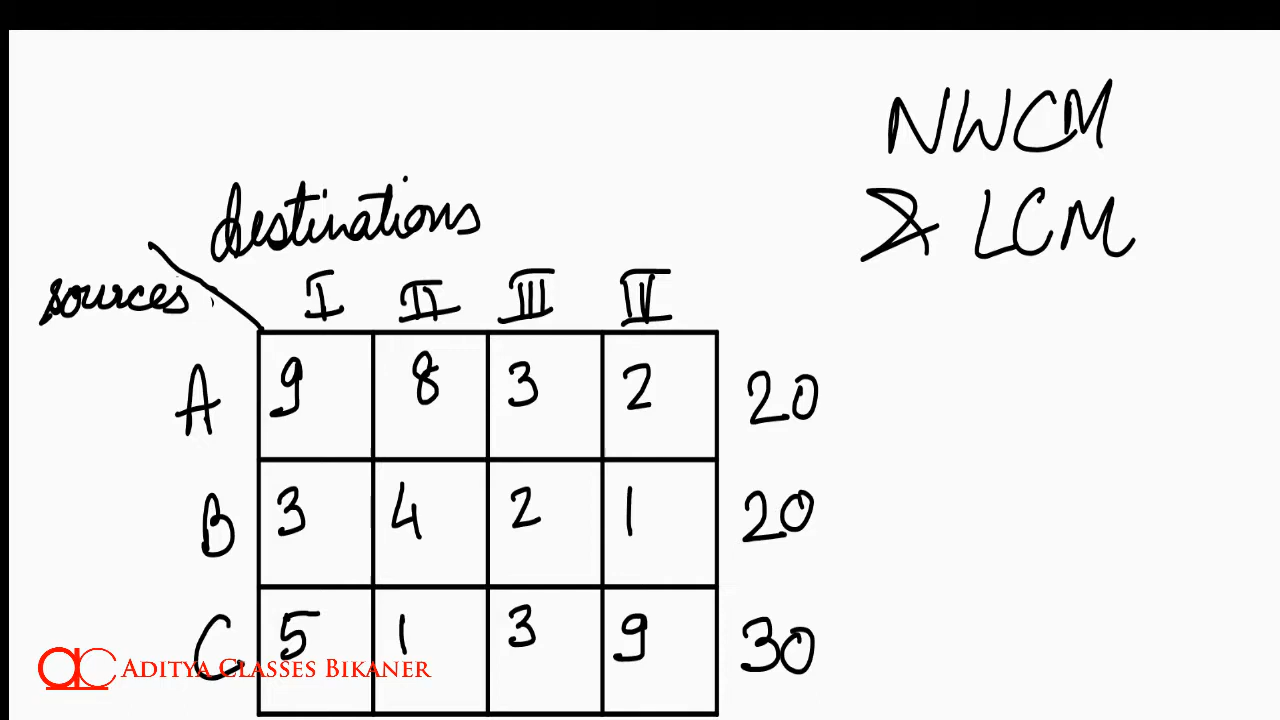 NWCM
& LCM
destinations
sources
I II III IV
A 9 8 3 2 20
B 3 4 2 1 20
C 5 1 3 9 30
ac ADITYA CLASSES BIKANER